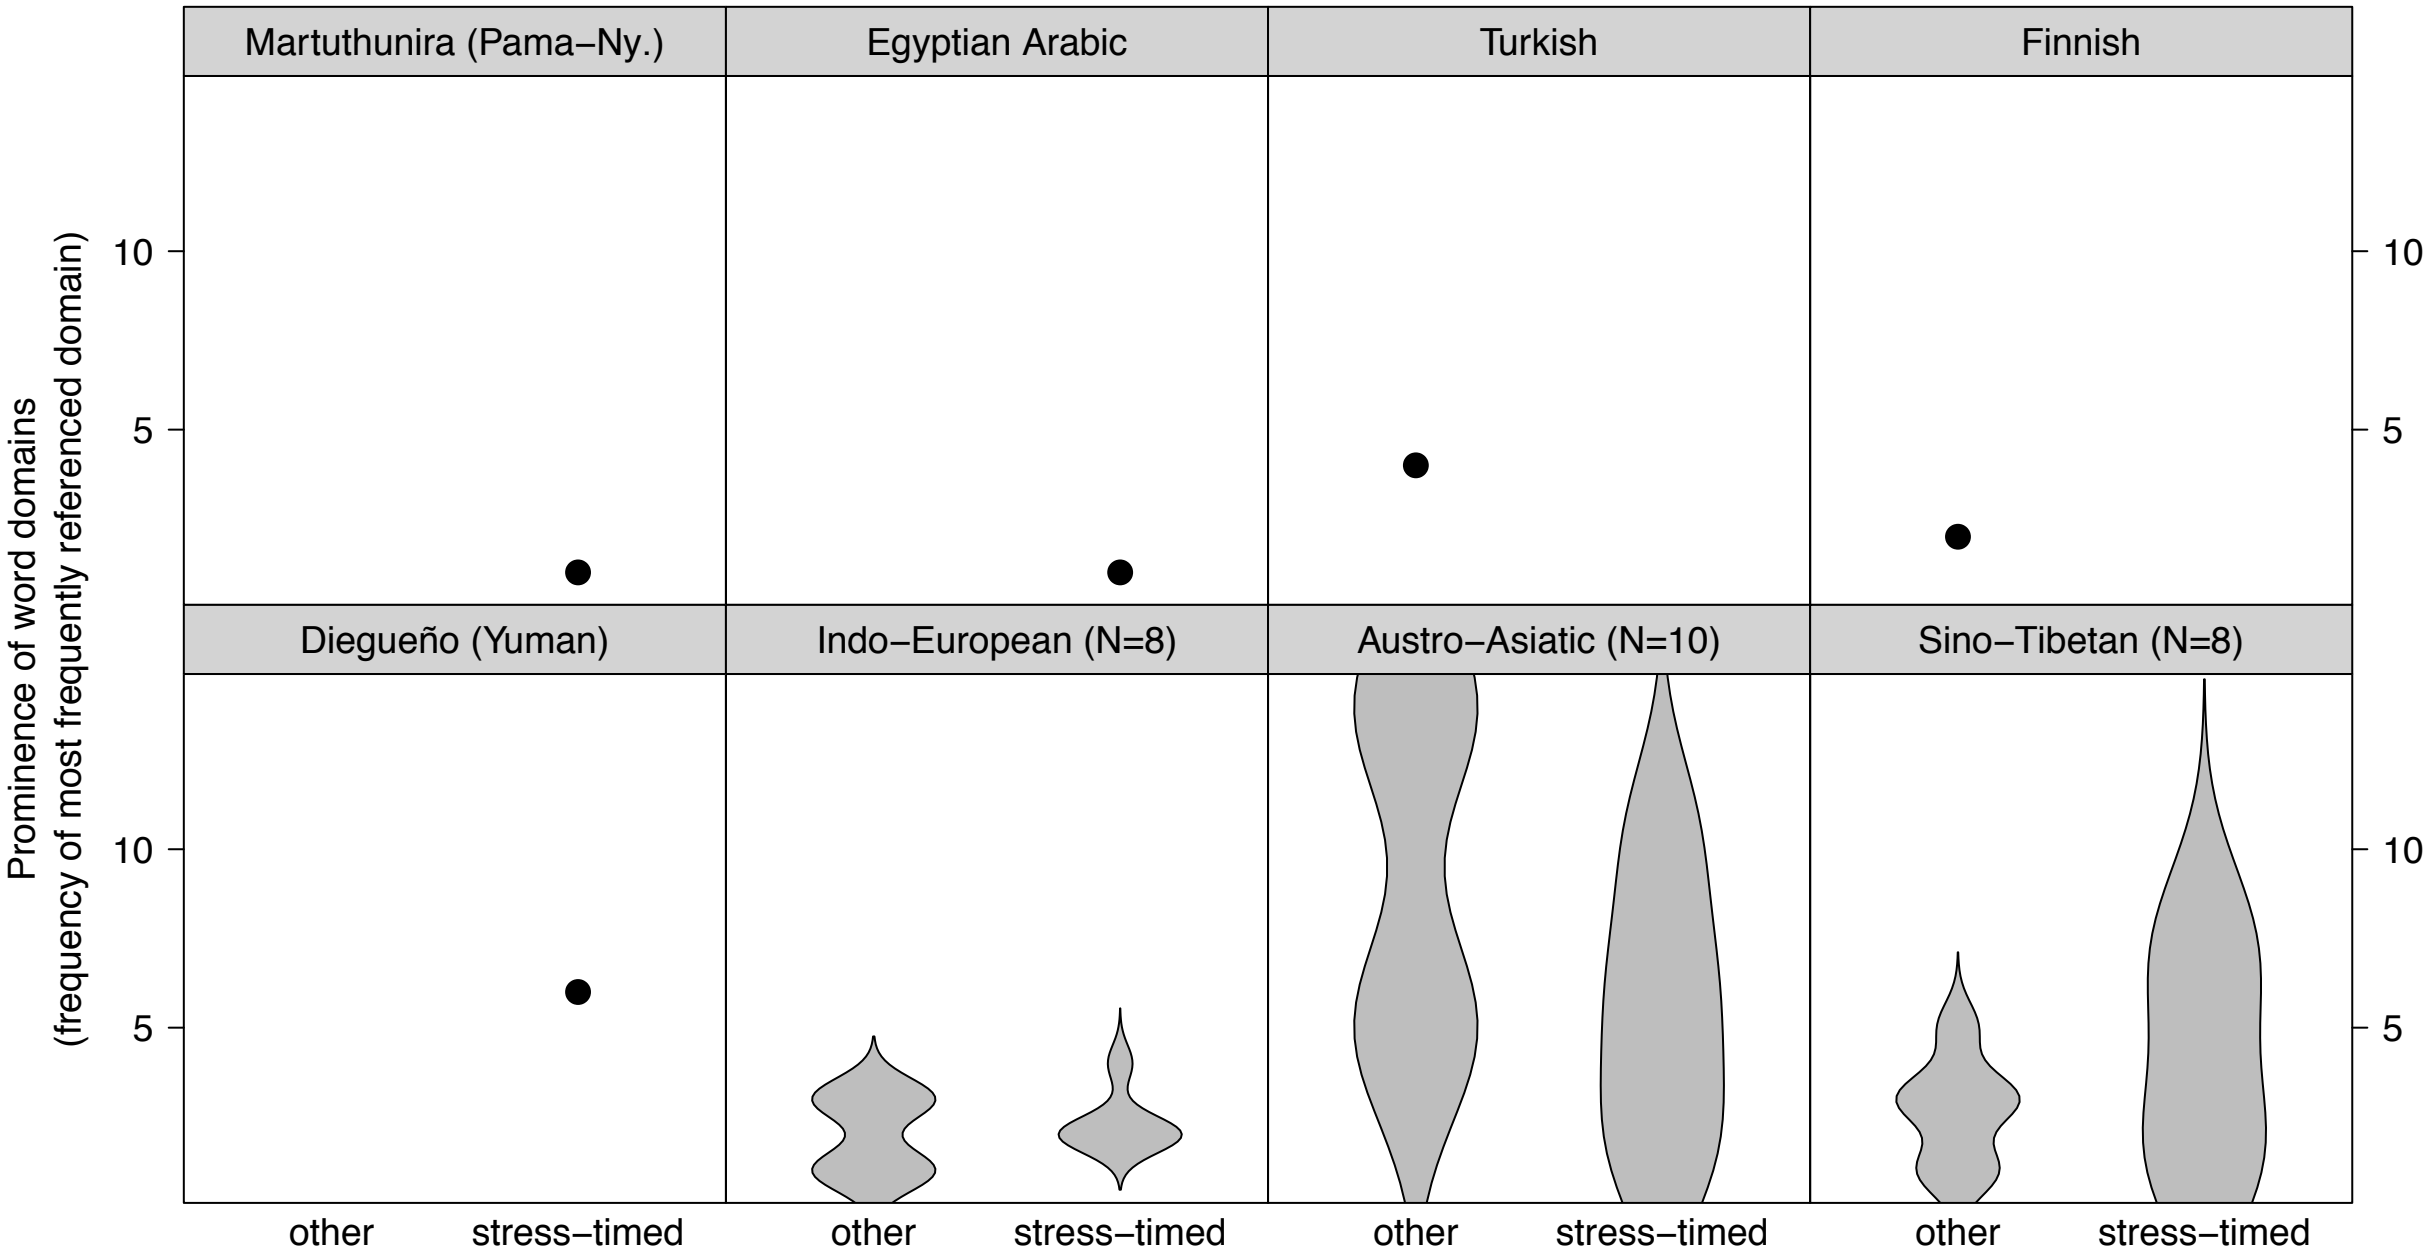 Martuthunira (Pama−Ny.)
Egyptian Arabic
Turkish
Finnish
10
5
10
5
Prominence of word domains
(frequency of most frequently referenced domain)
Diegueño (Yuman)
Indo−European (N=8)
Austro−Asiatic (N=10)
Sino−Tibetan (N=8)
10
5
10
5
other
stress−timed
other
stress−timed
other
stress−timed
other
stress−timed